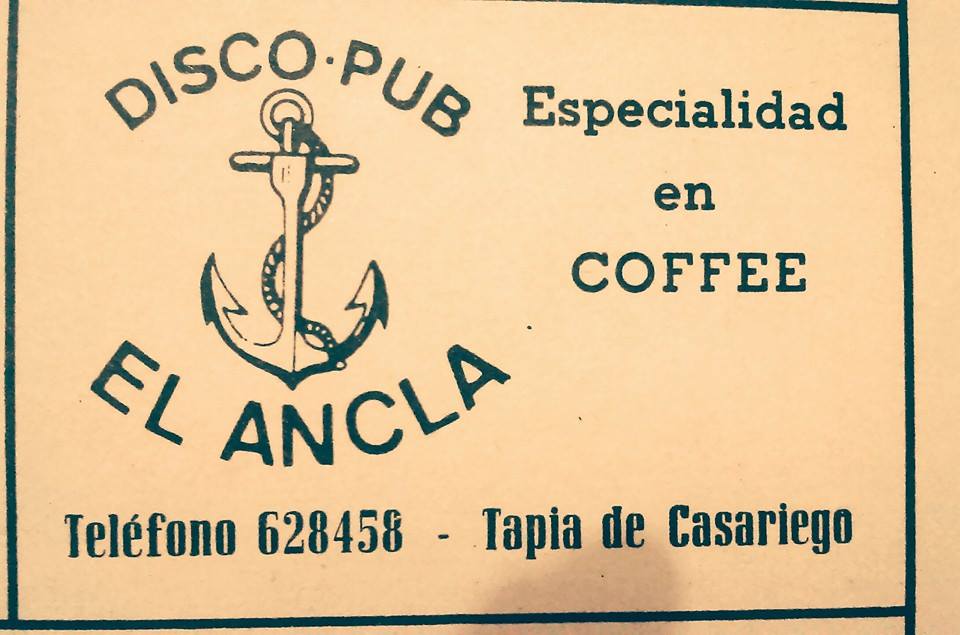 DISCO·PUB
EL ANCLA
Especialidad
en
COFFEE
Teléfono 628458 - Tapia de Casariego